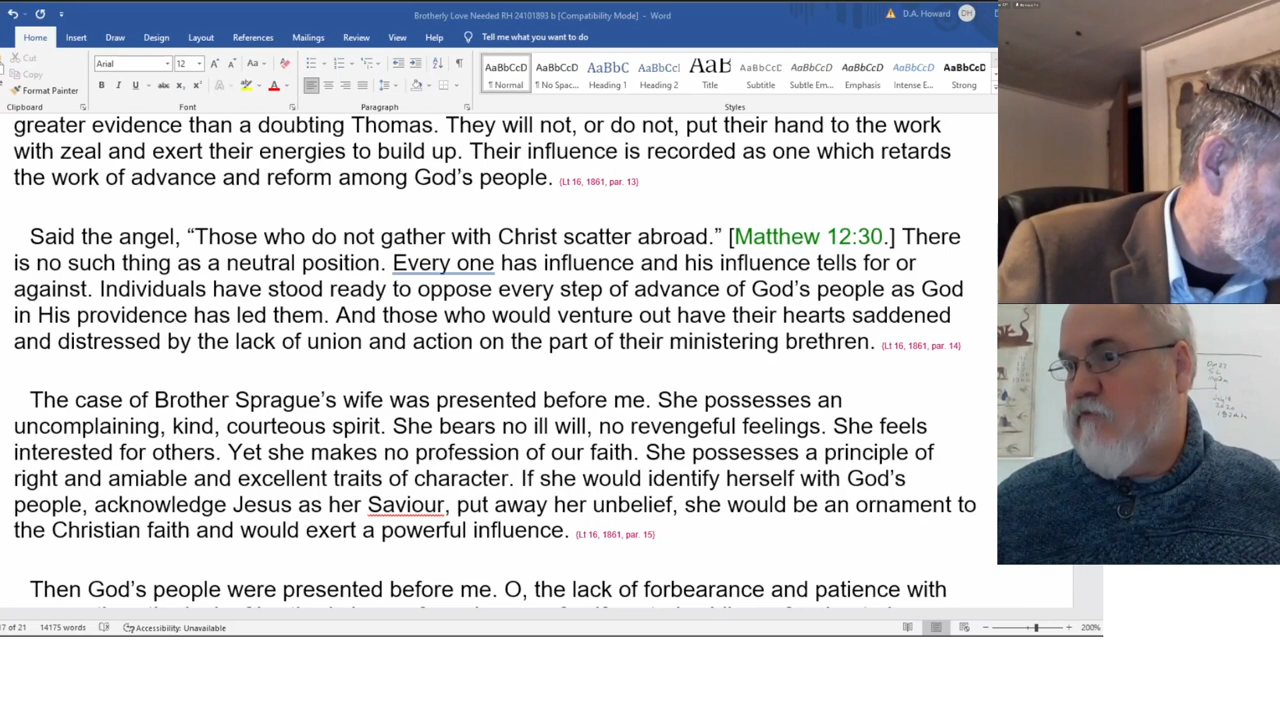 Brotherly Love Needed RH 24101893 b [Compatibility Mode] - Word
D.A. Howard
DH
Home Insert Draw Design Layout References Mailings Review View Help Tell me what you want to do
Cut
Copy
Format Painter
Arial 12
AaBbCcD AaBbCcD AaBbC AaBbCcI AaB AaBbCcD AaBbCcD AaBbCcD AaBbCcD AaBbCcD
¶ Normal ¶ No Spac... Heading 1 Heading 2 Title Subtitle Subtle Em... Emphasis Intense E... Strong
Clipboard Font Paragraph Styles
greater evidence than a doubting Thomas. They will not, or do not, put their hand to the work
with zeal and exert their energies to build up. Their influence is recorded as one which retards
the work of advance and reform among God’s people. {Lt 16, 1861, par. 13}
Said the angel, “Those who do not gather with Christ scatter abroad.” [Matthew 12:30.] There
is no such thing as a neutral position. Every one has influence and his influence tells for or
against. Individuals have stood ready to oppose every step of advance of God’s people as God
in His providence has led them. And those who would venture out have their hearts saddened
and distressed by the lack of union and action on the part of their ministering brethren. {Lt 16, 1861, par. 14}
The case of Brother Sprague’s wife was presented before me. She possesses an
uncomplaining, kind, courteous spirit. She bears no ill will, no revengeful feelings. She feels
interested for others. Yet she makes no profession of our faith. She possesses a principle of
right and amiable and excellent traits of character. If she would identify herself with God’s
people, acknowledge Jesus as her Saviour, put away her unbelief, she would be an ornament to
the Christian faith and would exert a powerful influence. {Lt 16, 1861, par. 15}
Then God’s people were presented before me. O, the lack of forbearance and patience with
17 of 21 14175 words Accessibility: Unavailable 200%